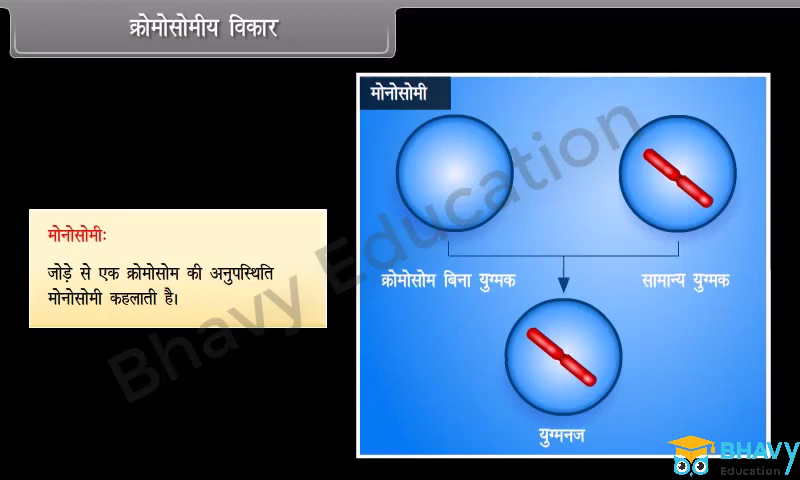 क्रोमोसोमीय विकार
मोनोसोमी
मोनोसोमीः
जोड़े से एक क्रोमोसोम की अनुपस्थिति
मोनोसोमी कहलाती है।
क्रोमोसोम बिना युग्मक
सामान्य युग्मक
युग्मनज
Bhavy Education
BHAVY
Education